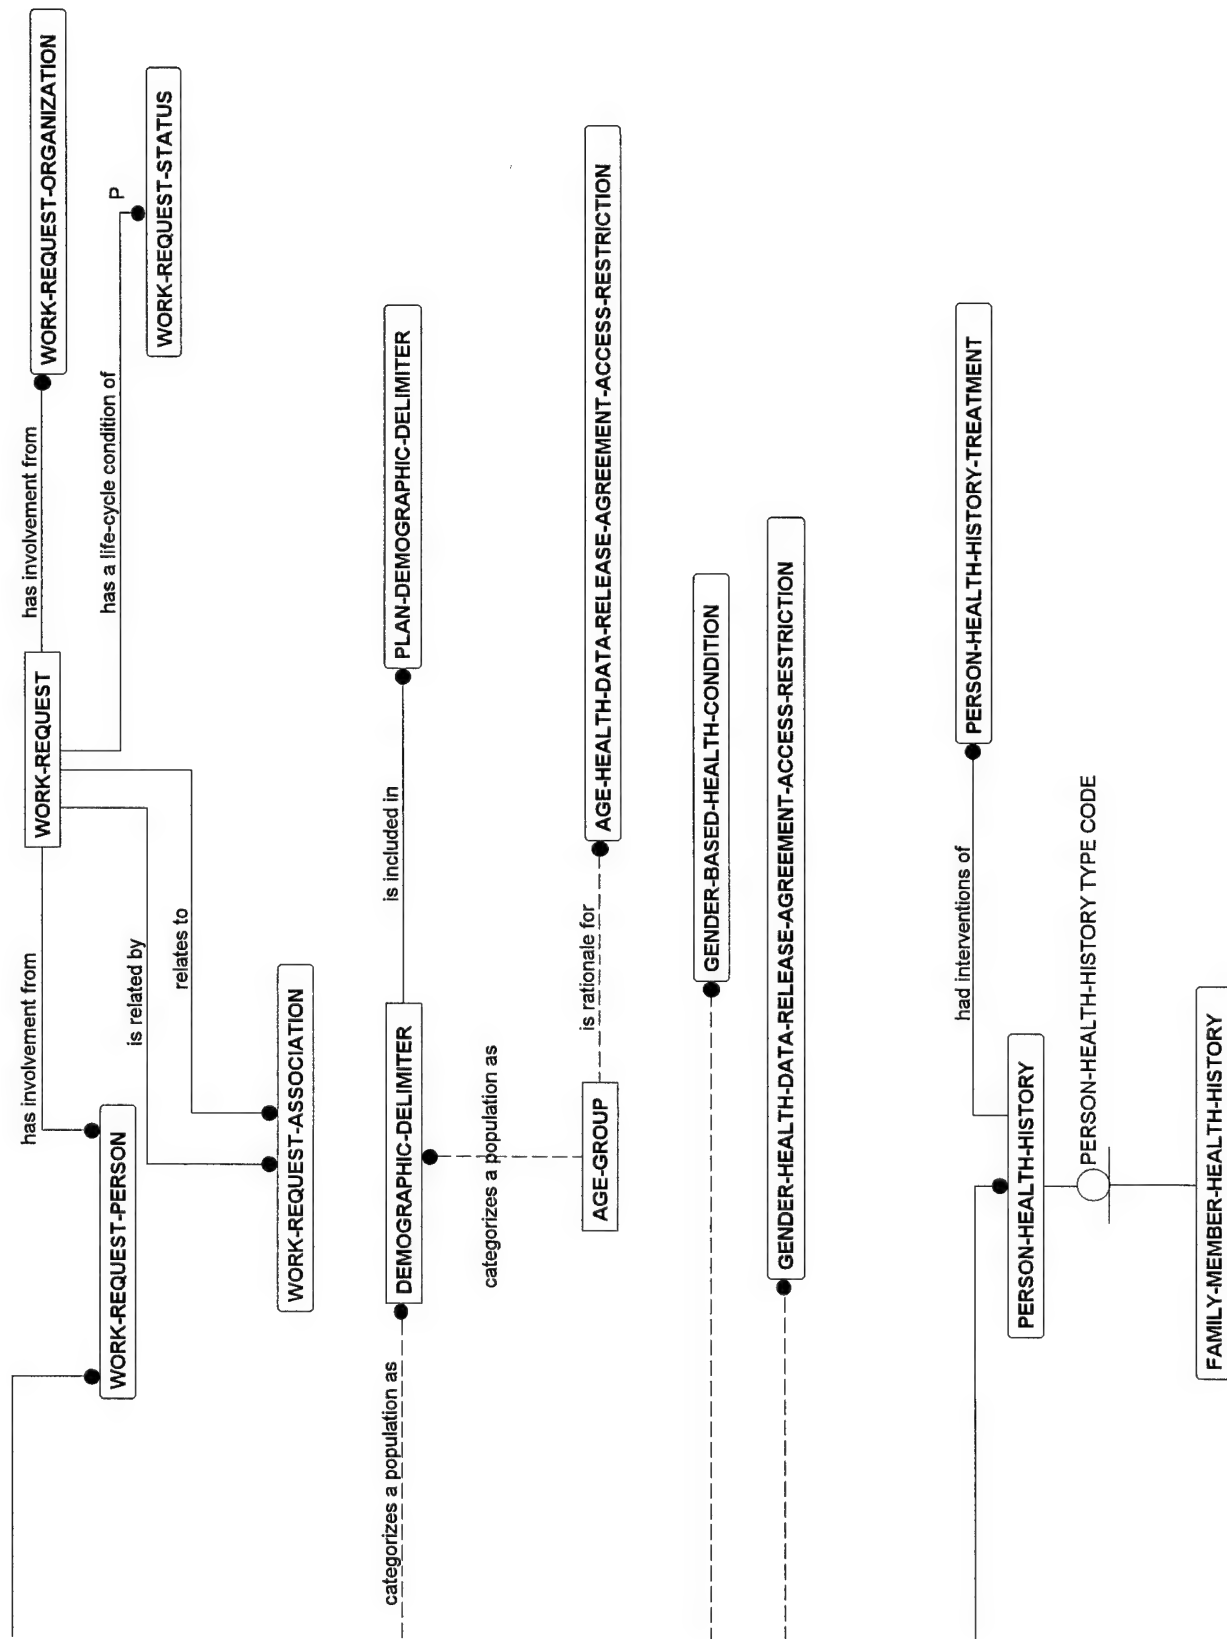 WORK-REQUEST-ORGANIZATION
has involvement from
WORK-REQUEST
has involvement from
WORK-REQUEST-PERSON
P
has a life-cycle condition of
WORK-REQUEST-STATUS
is related by
relates to
WORK-REQUEST-ASSOCIATION
categorizes a population as
DEMOGRAPHIC-DELIMITER
is included in
PLAN-DEMOGRAPHIC-DELIMITER
categorizes a population as
AGE-GROUP
is rationale for
AGE-HEALTH-DATA-RELEASE-AGREEMENT-ACCESS-RESTRICTION
GENDER-BASED-HEALTH-CONDITION
GENDER-HEALTH-DATA-RELEASE-AGREEMENT-ACCESS-RESTRICTION
PERSON-HEALTH-HISTORY-TREATMENT
had interventions of
PERSON-HEALTH-HISTORY
PERSON-HEALTH-HISTORY TYPE CODE
FAMILY-MEMBER-HEALTH-HISTORY